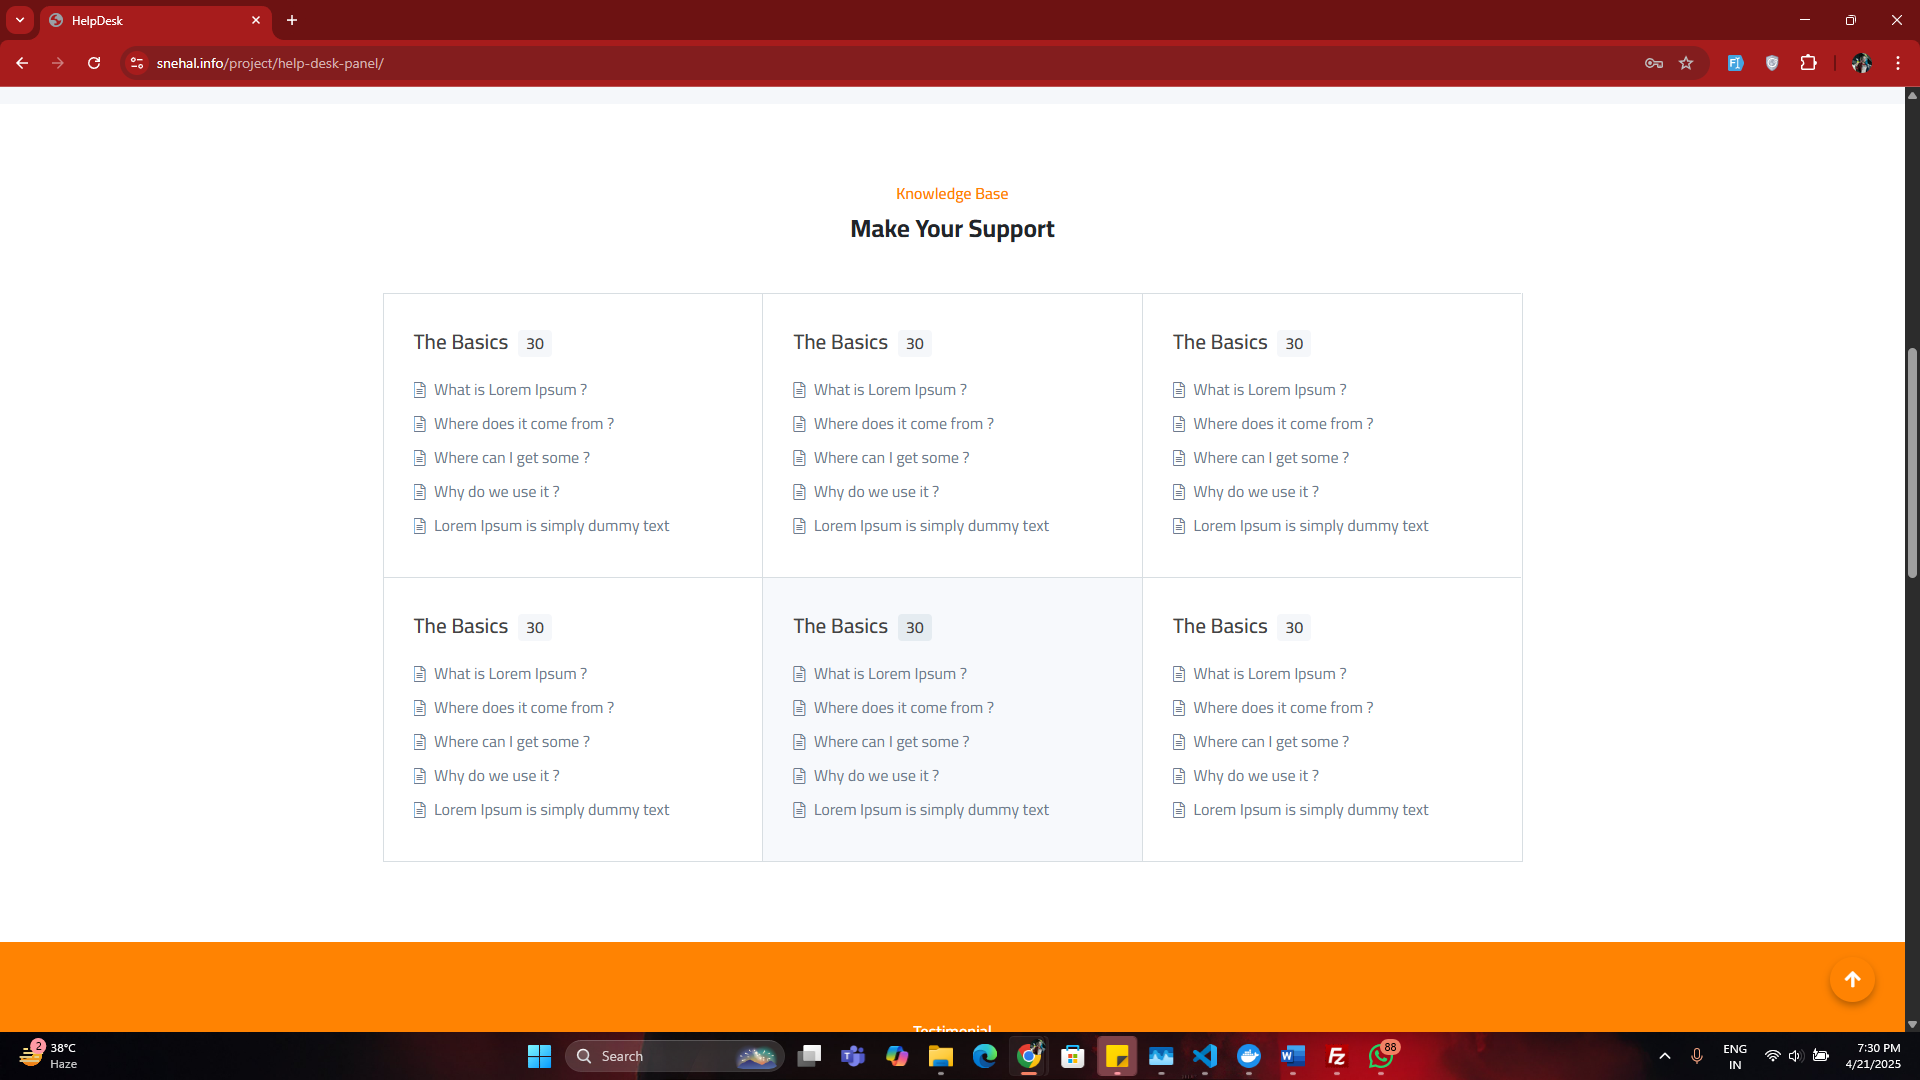 HelpDesk
snehal.info/project/help-desk-panel/
Knowledge Base
Make Your Support
The Basics 30
What is Lorem Ipsum ?
Where does it come from ?
Where can I get some ?
Why do we use it ?
Lorem Ipsum is simply dummy text
The Basics 30
What is Lorem Ipsum ?
Where does it come from ?
Where can I get some ?
Why do we use it ?
Lorem Ipsum is simply dummy text
The Basics 30
What is Lorem Ipsum ?
Where does it come from ?
Where can I get some ?
Why do we use it ?
Lorem Ipsum is simply dummy text
The Basics 30
What is Lorem Ipsum ?
Where does it come from ?
Where can I get some ?
Why do we use it ?
Lorem Ipsum is simply dummy text
The Basics 30
What is Lorem Ipsum ?
Where does it come from ?
Where can I get some ?
Why do we use it ?
Lorem Ipsum is simply dummy text
The Basics 30
What is Lorem Ipsum ?
Where does it come from ?
Where can I get some ?
Why do we use it ?
Lorem Ipsum is simply dummy text
Testimonial
2
38°C
Haze
Search
88
ENG
IN
7:30 PM
4/21/2025